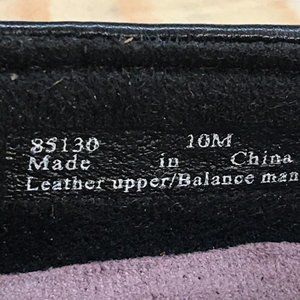 85130 10M
Made in China
Leather upper/Balance man